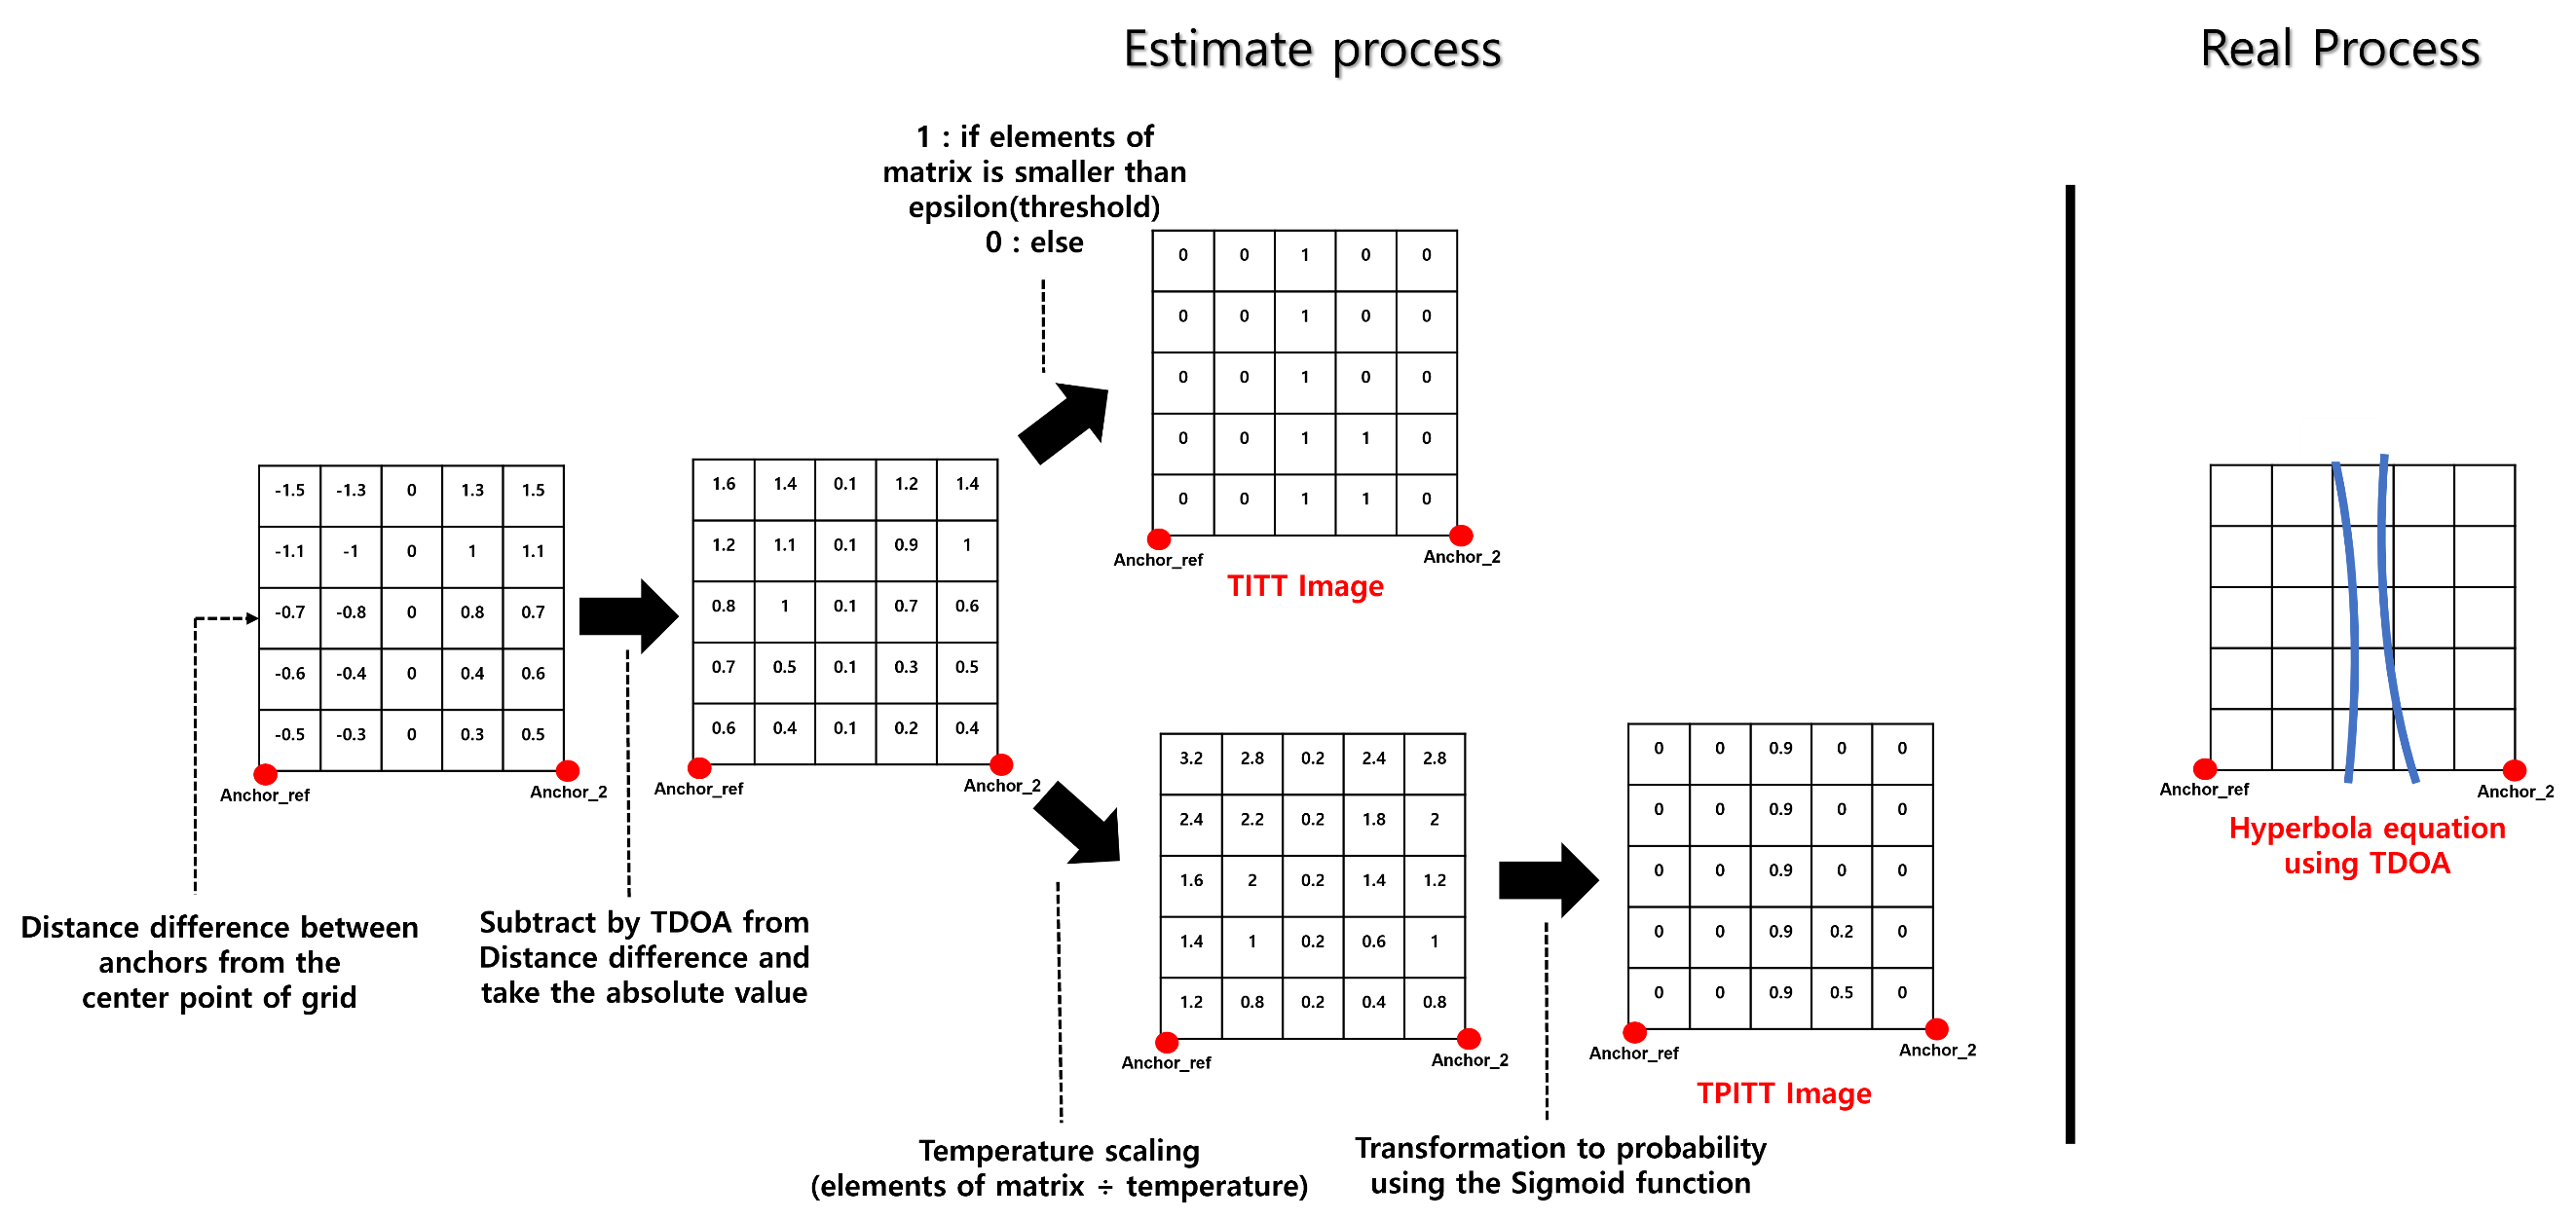 Estimate process
Real Process
1 : if elements of
matrix is smaller than
epsilon(threshold)
0 : else
0 0 1 0 0
0 0 1 0 0
0 0 1 0 0
0 0 1 1 0
0 0 1 1 0
Anchor_ref
Anchor_2
TITT Image
-1.5 -1.3 0 1.3 1.5
-1.1 -1 0 1 1.1
-0.7 -0.8 0 0.8 0.7
-0.6 -0.4 0 0.4 0.6
-0.5 -0.3 0 0.3 0.5
Anchor_ref
Anchor_2
Distance difference between
anchors from the
center point of grid
1.6 1.4 0.1 1.2 1.4
1.2 1.1 0.1 0.9 1
0.8 1 0.1 0.7 0.6
0.7 0.5 0.1 0.3 0.5
0.6 0.4 0.1 0.2 0.4
Anchor_ref
Anchor_2
Subtract by TDOA from
Distance difference and
take the absolute value
3.2 2.8 0.2 2.4 2.8
2.4 2.2 0.2 1.8 2
1.6 2 0.2 1.4 1.2
1.4 1 0.2 0.6 1
1.2 0.8 0.2 0.4 0.8
Anchor_ref
Anchor_2
Temperature scaling
(elements of matrix ÷ temperature)
0 0 0.9 0 0
0 0 0.9 0 0
0 0 0.9 0 0
0 0 0.9 0.2 0
0 0 0.9 0.5 0
Anchor_ref
Anchor_2
TPITT Image
Transformation to probability
using the Sigmoid function
Anchor_ref
Anchor_2
Hyperbola equation
using TDOA